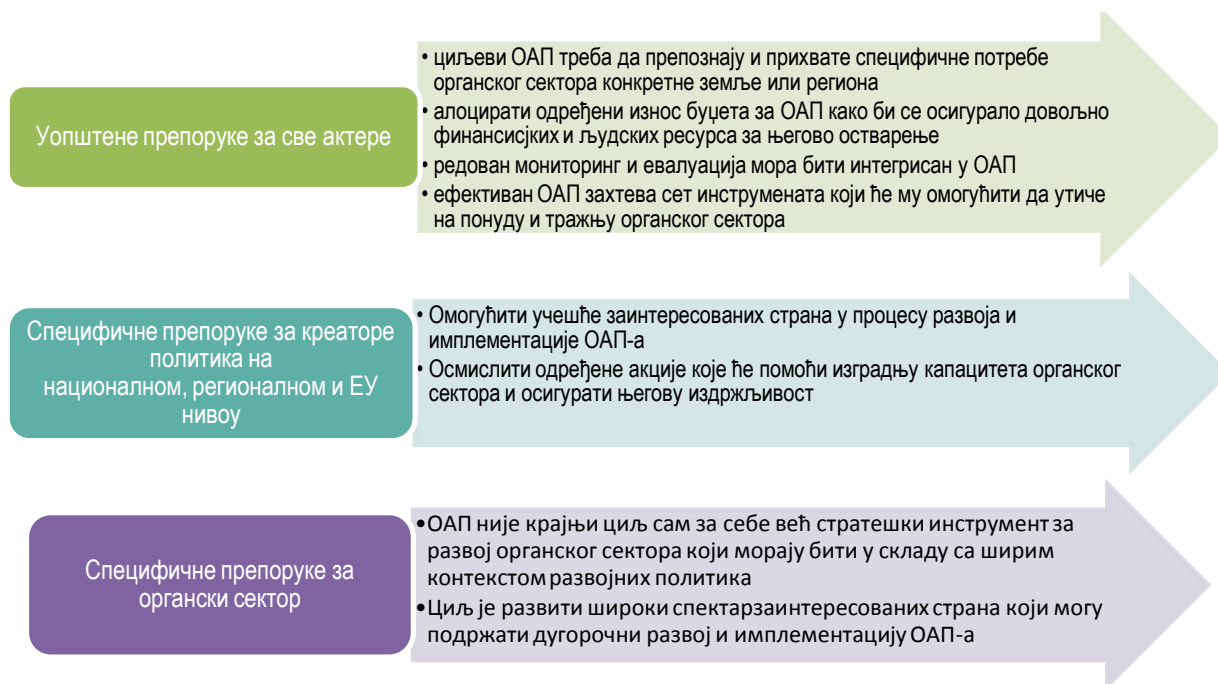 Уопштене препоруке за све актере
• циљеви ОАП треба да препознају и прихвате специфичне потребе
органског сектора конкретне земље или региона
• алоцирати одређени износ буџета за ОАП како би се осигурало довољно
финансисјких и људских ресурса за његово остварење
• редован мониторинг и евалуација мора бити интегрисан у ОАП
• ефективан ОАП захтева сет инструмената који ће му омогућити да утиче
на понуду и тражњу органског сектора
Специфичне препоруке за креаторе
политика на
националном, регионалном и ЕУ
нивоу
• Омогућити учешће заинтересованих страна у процесу развоја и
имплементације ОАП-а
• Осмислити одређене акције које ће помоћи изградњу капацитета органског
сектора и осигурати његову издржљивост
Специфичне препоруке за
органски сектор
•ОАП није крајњи циљ сам за себе већ стратешки инструмент за
развој органског сектора који морају бити у складу са ширим
контекстом развојних политика
•Циљ је развити широки спектарзаинтересованих страна који могу
подржати дугорочни развој и имплементацију ОАП-а